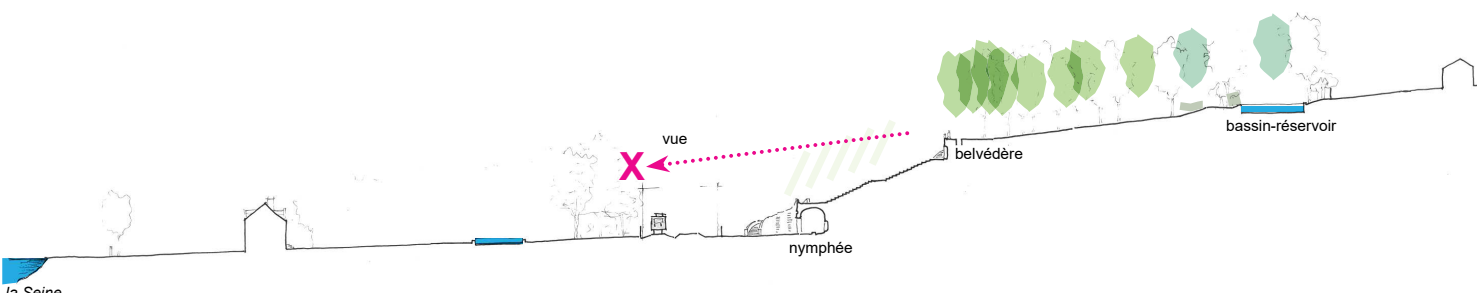 vue
X
belvédère
bassin-réservoir
nymphée
la Seine